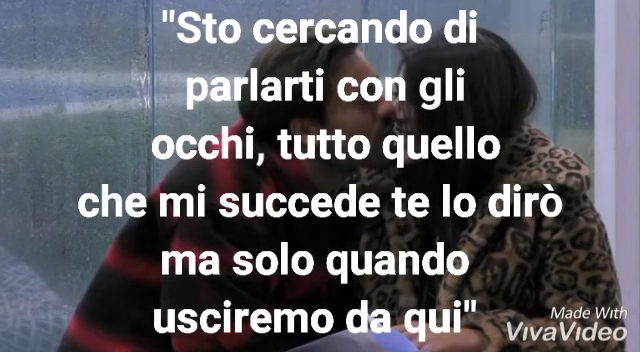 "Sto cercando di
parlarti con gli
occhi, tutto quello
che mi succede te lo dirò
ma solo quando
usciremo da qui"
Made With
VivaVideo